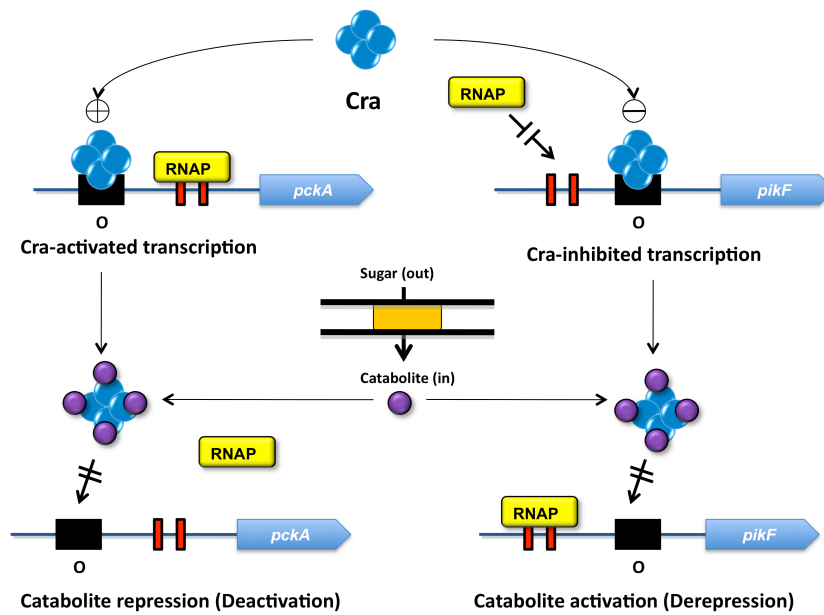 Cra
RNAP
RNAP
pckA
pikF
O
O
Cra-activated transcription
Cra-inhibited transcription
Sugar (out)
Catabolite (in)
RNAP
RNAP
pckA
pikF
O
O
Catabolite repression (Deactivation)
Catabolite activation (Derepression)